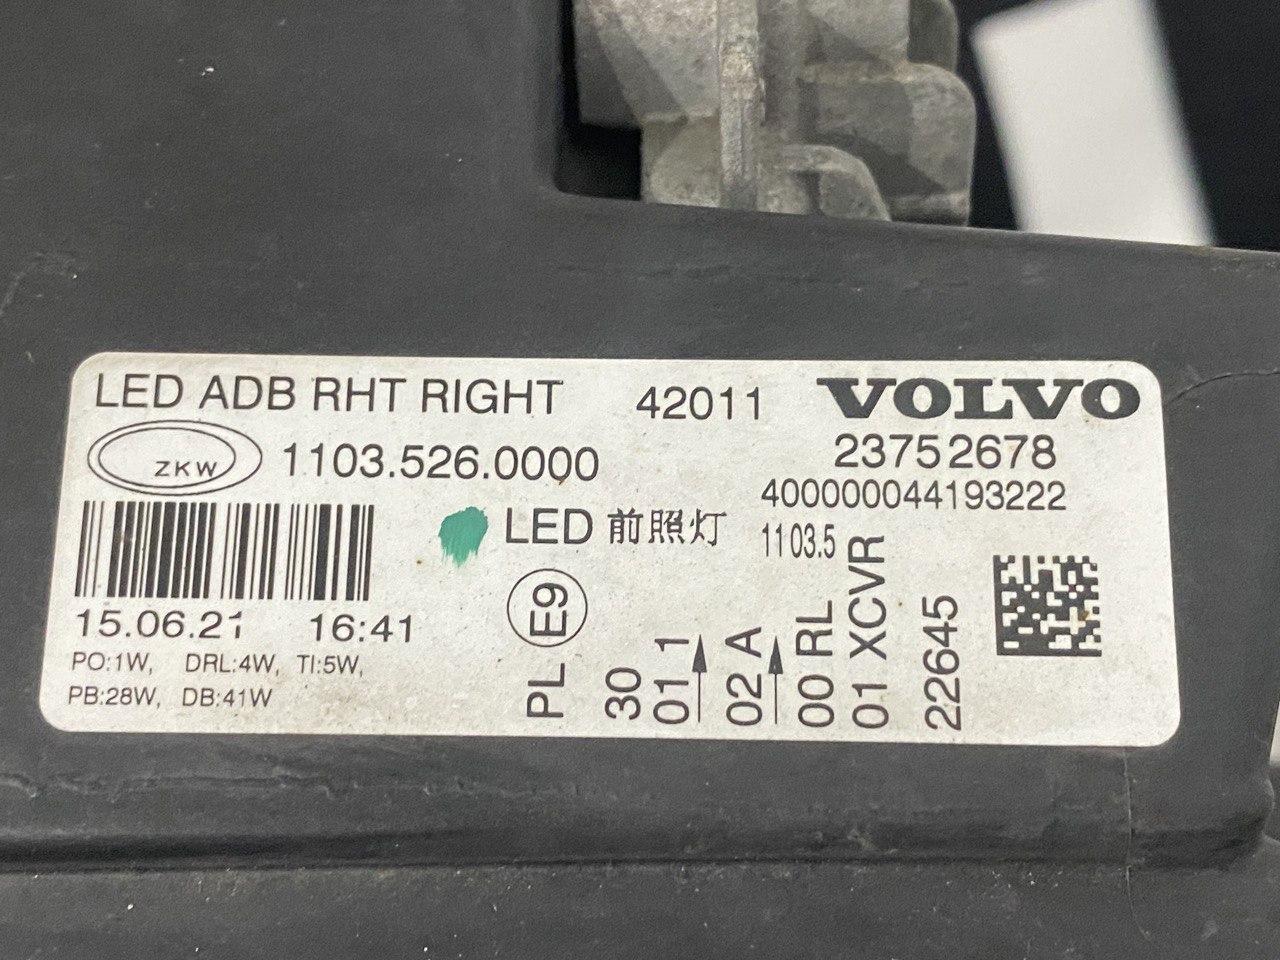 LED ADB RHT RIGHT 42011 VOLVO
ZKW 1103.526.0000 23752678
400000044193222
LED 前照灯 1103.5
15.06.21 16:41
PO:1W, DRL:4W, TI:5W,
PB:28W, DB:41W
PL E9
30
01 1
02 A
00 RL
01 XCVR
22645